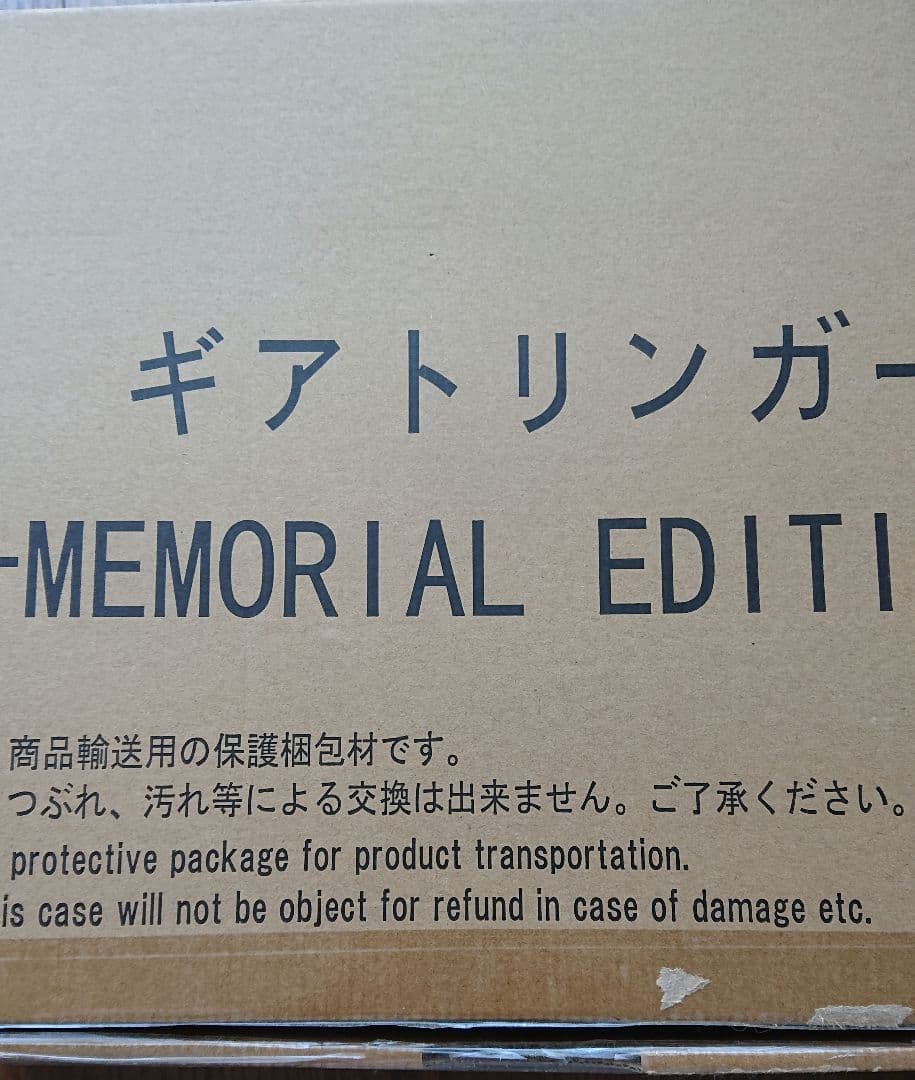 ギアトリンガー
-MEMORIAL EDITI
商品輸送用の保護梱包材です。
つぶれ、汚れ等による交換は出来ません。ご了承ください。
protective package for product transportation.
is case will not be object for refund in case of damage etc.